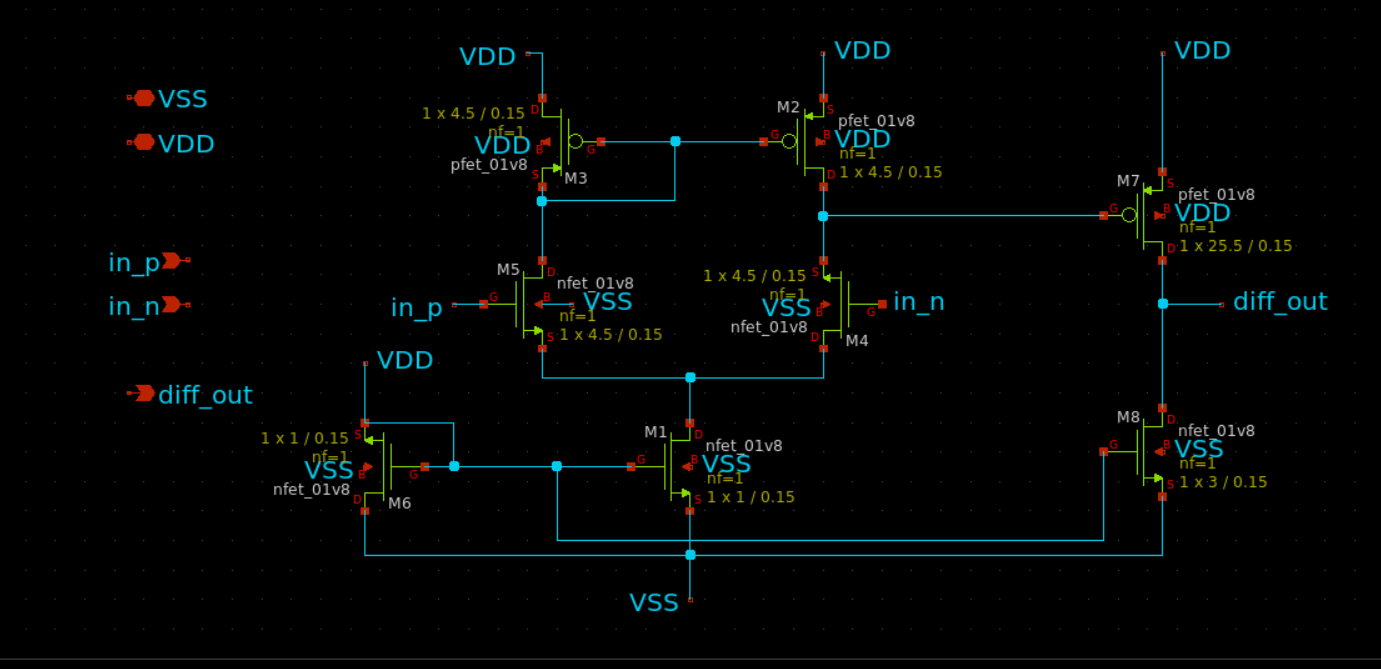 VDD
VDD
VDD
VSS
VDD
1 x 4.5 / 0.15
nf=1
VDD
pfet_01v8
D
B
S
G
M3
M2
G
S
B
D
pfet_01v8
VDD
nf=1
1 x 4.5 / 0.15
M7
G
S
B
D
pfet_01v8
VDD
nf=1
1 x 25.5 / 0.15
in_p
in_n
in_p
M5
G
D
B
S
nfet_01v8
VSS
nf=1
1 x 4.5 / 0.15
1 x 4.5 / 0.15
nf=1
VSS
nfet_01v8
S
B
D
G
M4
in_n
diff_out
diff_out
VDD
1 x 1 / 0.15
nf=1
VSS
nfet_01v8
S
B
D
G
M6
M1
G
D
B
S
nfet_01v8
VSS
nf=1
1 x 1 / 0.15
M8
G
D
B
S
nfet_01v8
VSS
nf=1
1 x 3 / 0.15
VSS